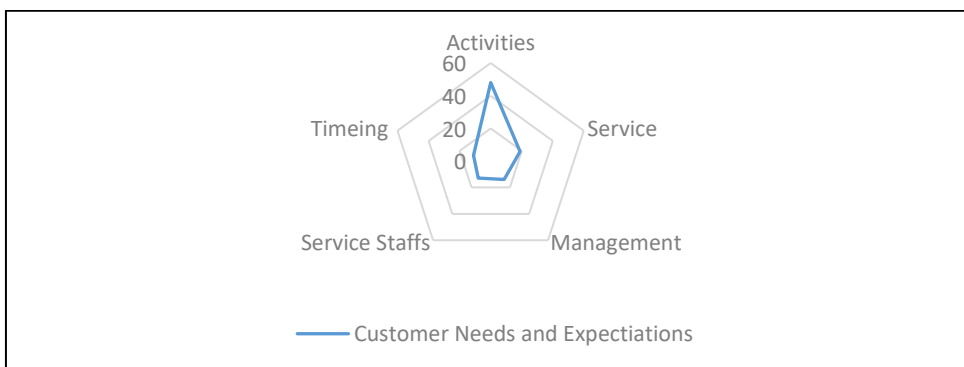 Activities
60
40
20
0
Timeing
Service
Service Staffs
Management
Customer Needs and Expectiations